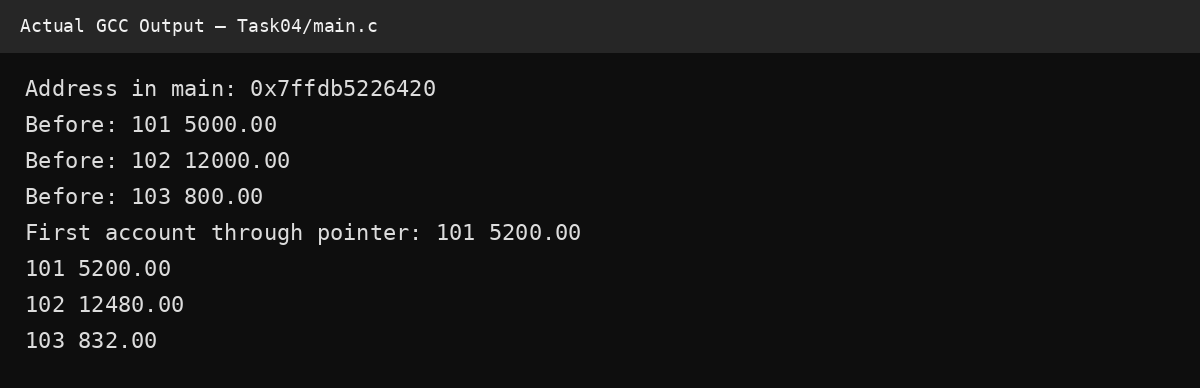 Actual GCC Output — Task04/main.c
Address in main: 0x7ffdb5226420
Before: 101 5000.00
Before: 102 12000.00
Before: 103 800.00
First account through pointer: 101 5200.00
101 5200.00
102 12480.00
103 832.00